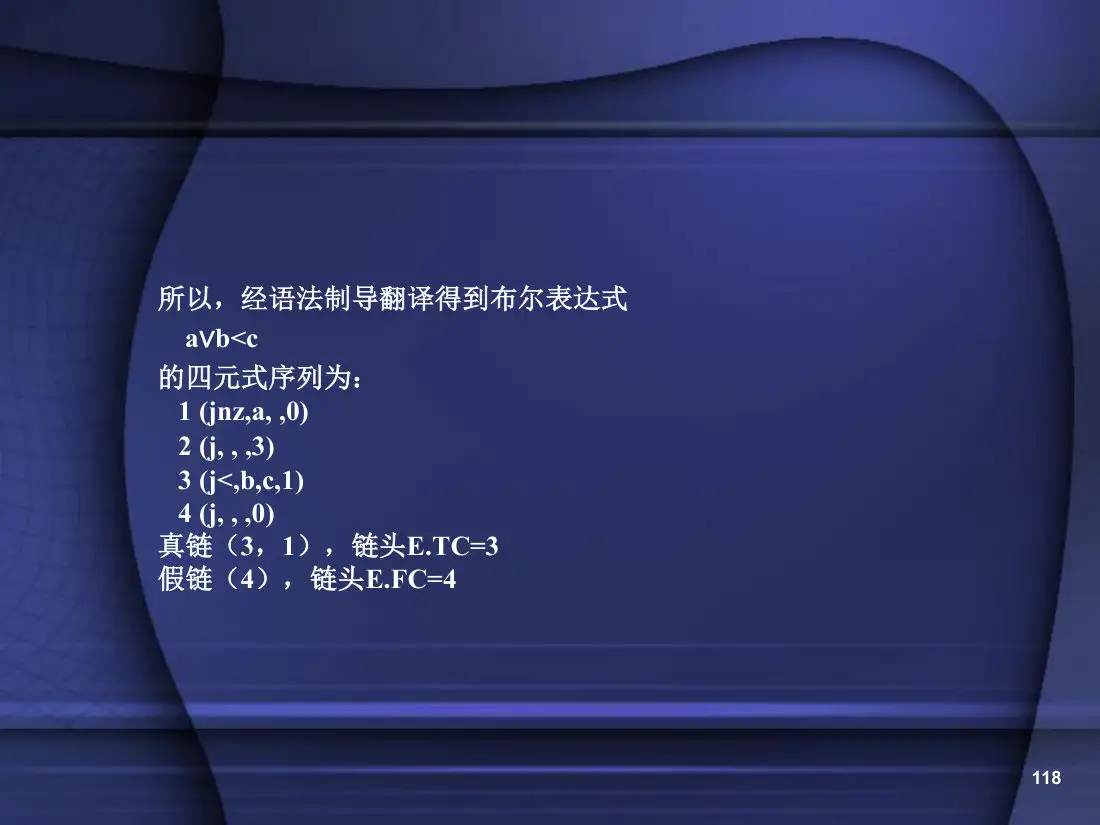 所以，经语法制导翻译得到布尔表达式
a∨b<c
的四元式序列为：
1 (jnz,a, ,0)
2 (j, , ,3)
3 (j<,b,c,1)
4 (j, , ,0)
真链（3，1），链头E.TC=3
假链（4），链头E.FC=4
118